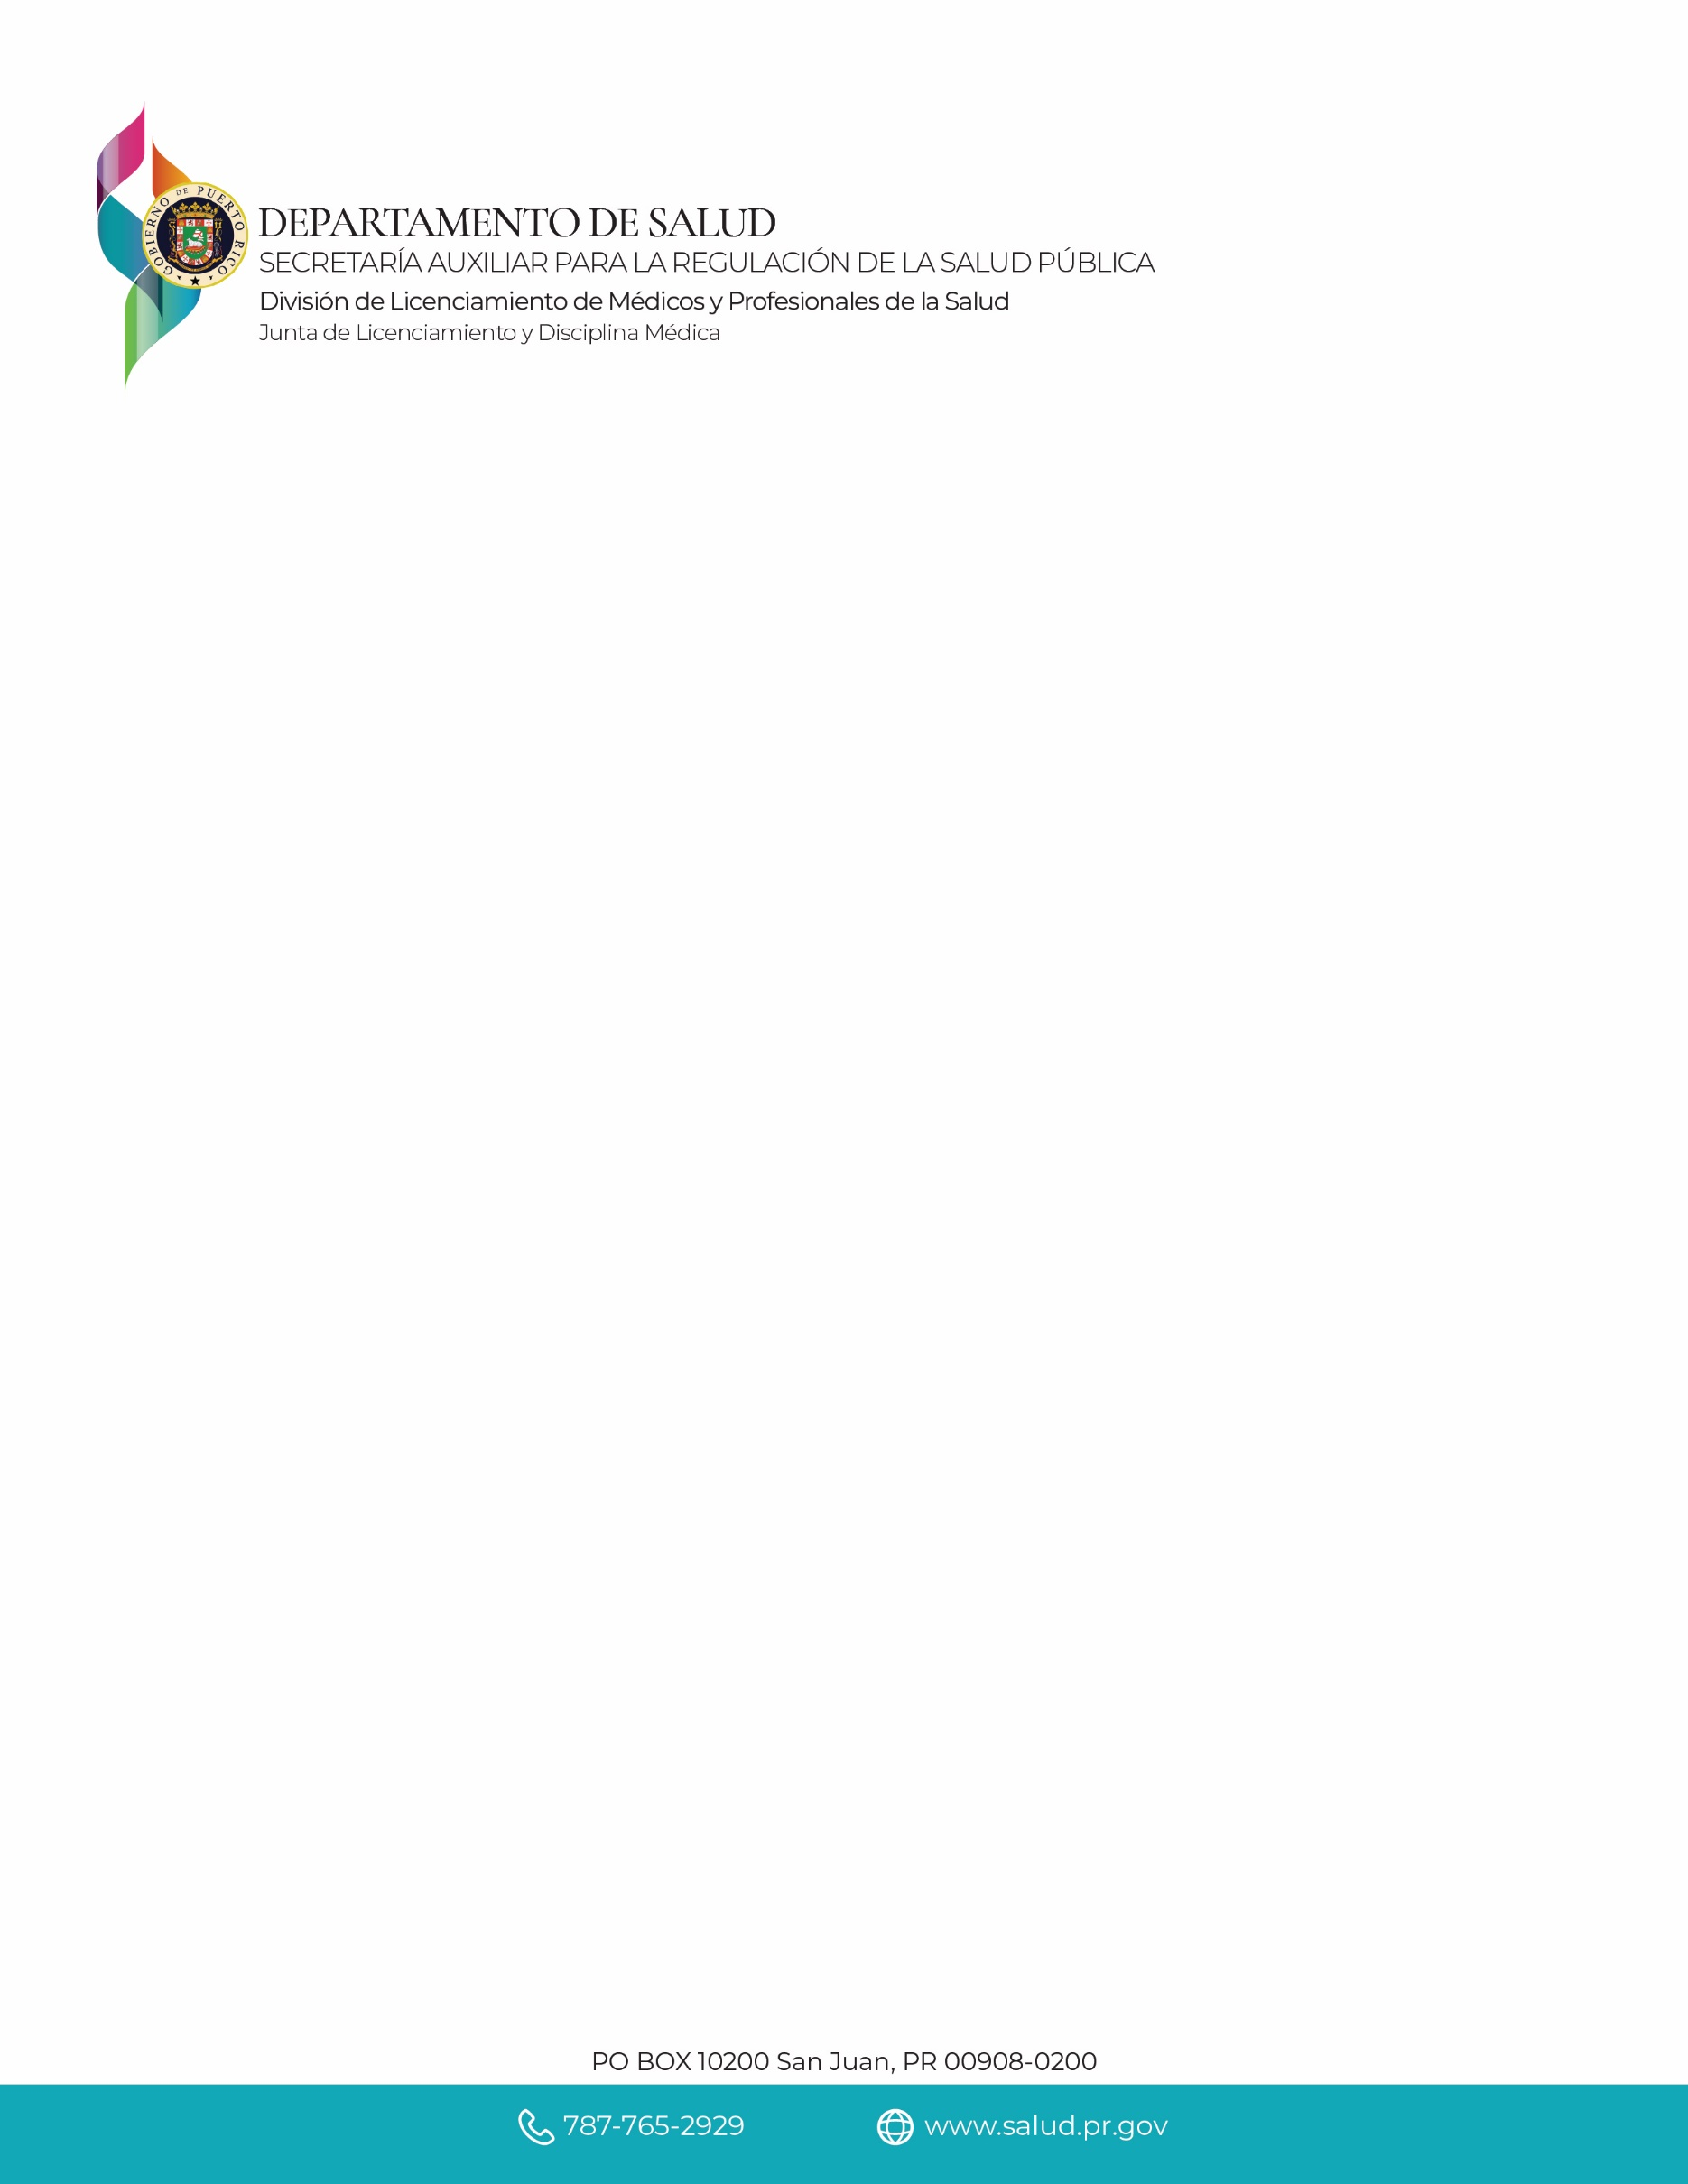 GOBIERNO DE PUERTO RICO
DEPARTAMENTO DE SALUD
SECRETARÍA AUXILIAR PARA LA REGULACIÓN DE LA SALUD PÚBLICA
División de Licenciamiento de Médicos y Profesionales de la Salud
Junta de Licenciamiento y Disciplina Médica
PO BOX 10200 San Juan, PR 00908-0200
787-765-2929
www.salud.pr.gov